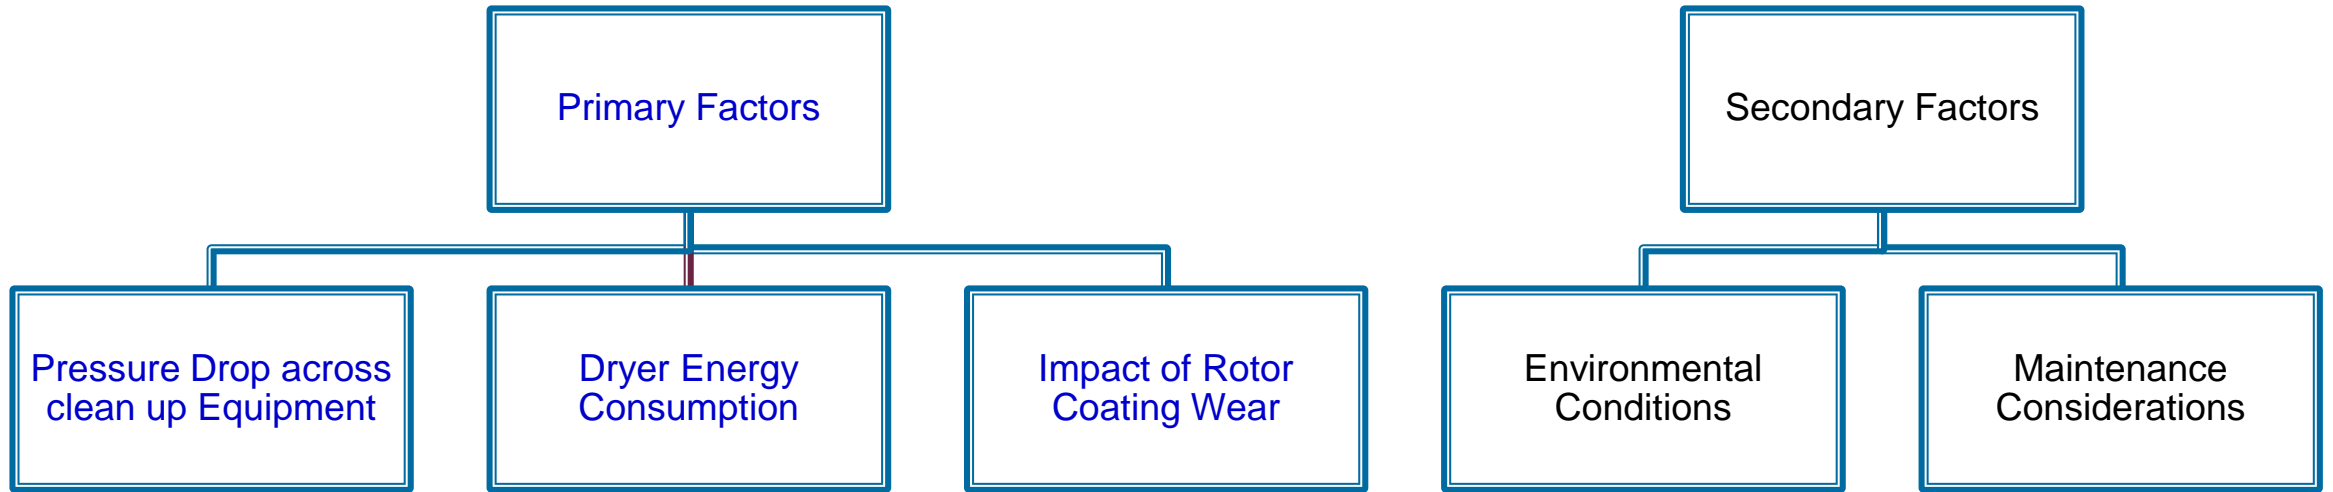 Primary Factors
Secondary Factors
Pressure Drop across
clean up Equipment
Dryer Energy
Consumption
Impact of Rotor
Coating Wear
Environmental
Conditions
Maintenance
Considerations